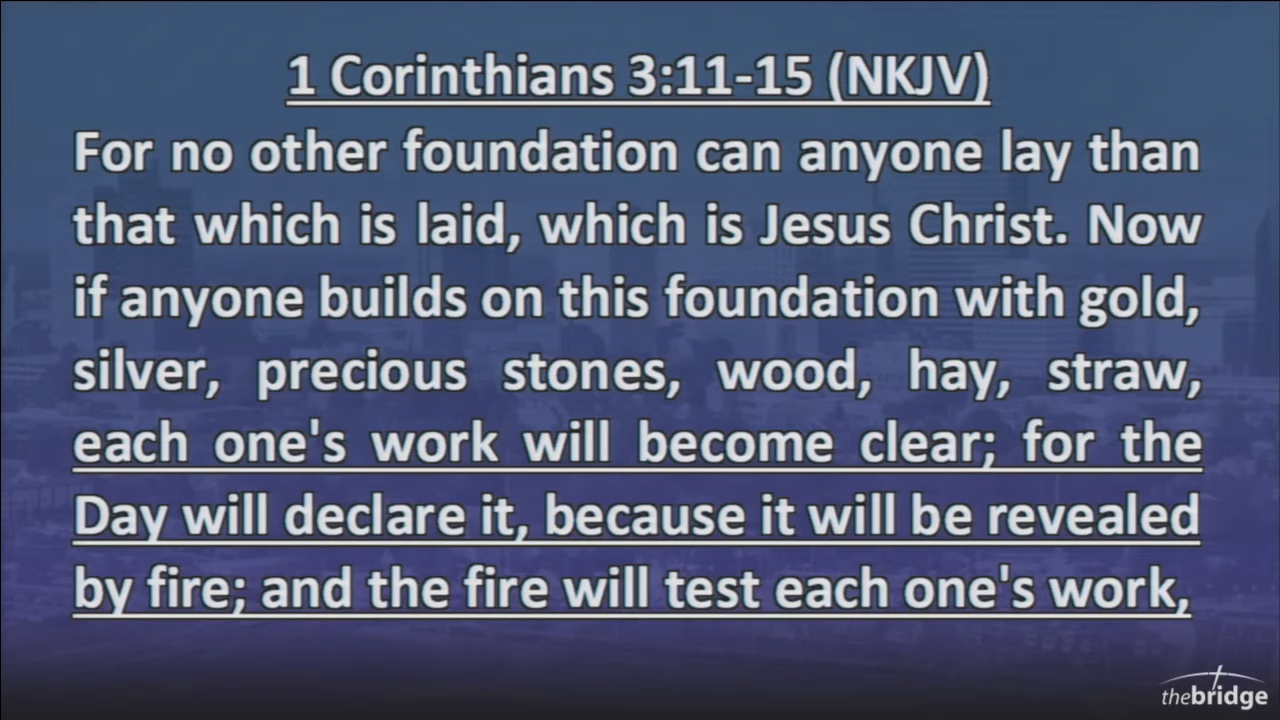 1 Corinthians 3:11-15 (NKJV)
For no other foundation can anyone lay than
that which is laid, which is Jesus Christ. Now
if anyone builds on this foundation with gold,
silver, precious stones, wood, hay, straw,
each one's work will become clear; for the
Day will declare it, because it will be revealed
by fire; and the fire will test each one's work,
thebridge